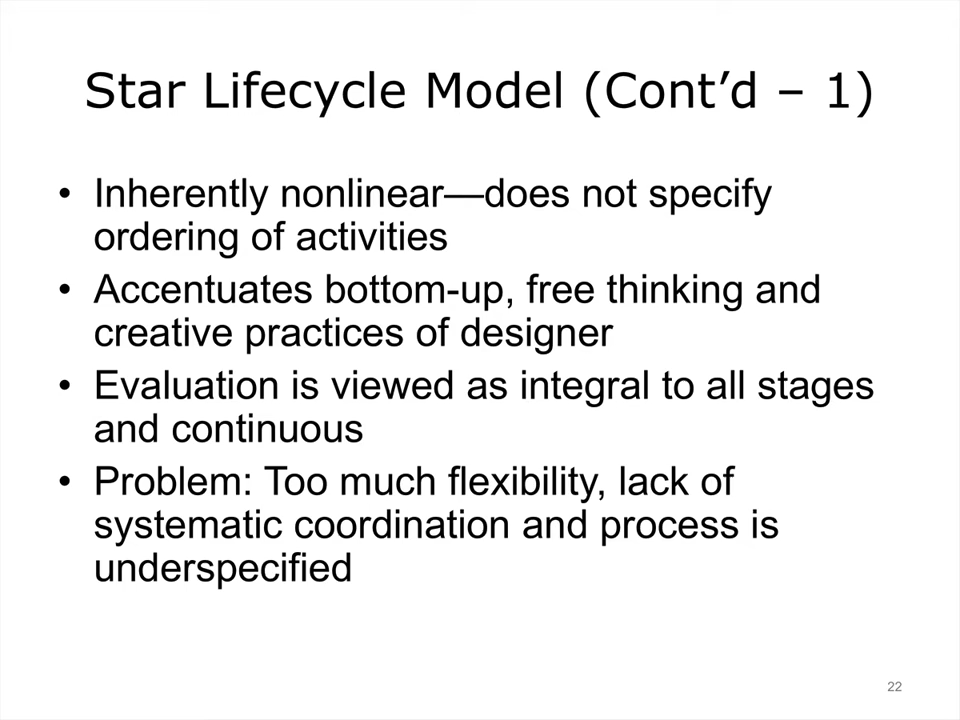 Star Lifecycle Model (Cont’d – 1)
• Inherently nonlinear—does not specify
ordering of activities
• Accentuates bottom-up, free thinking and
creative practices of designer
• Evaluation is viewed as integral to all stages
and continuous
• Problem: Too much flexibility, lack of
systematic coordination and process is
underspecified
22